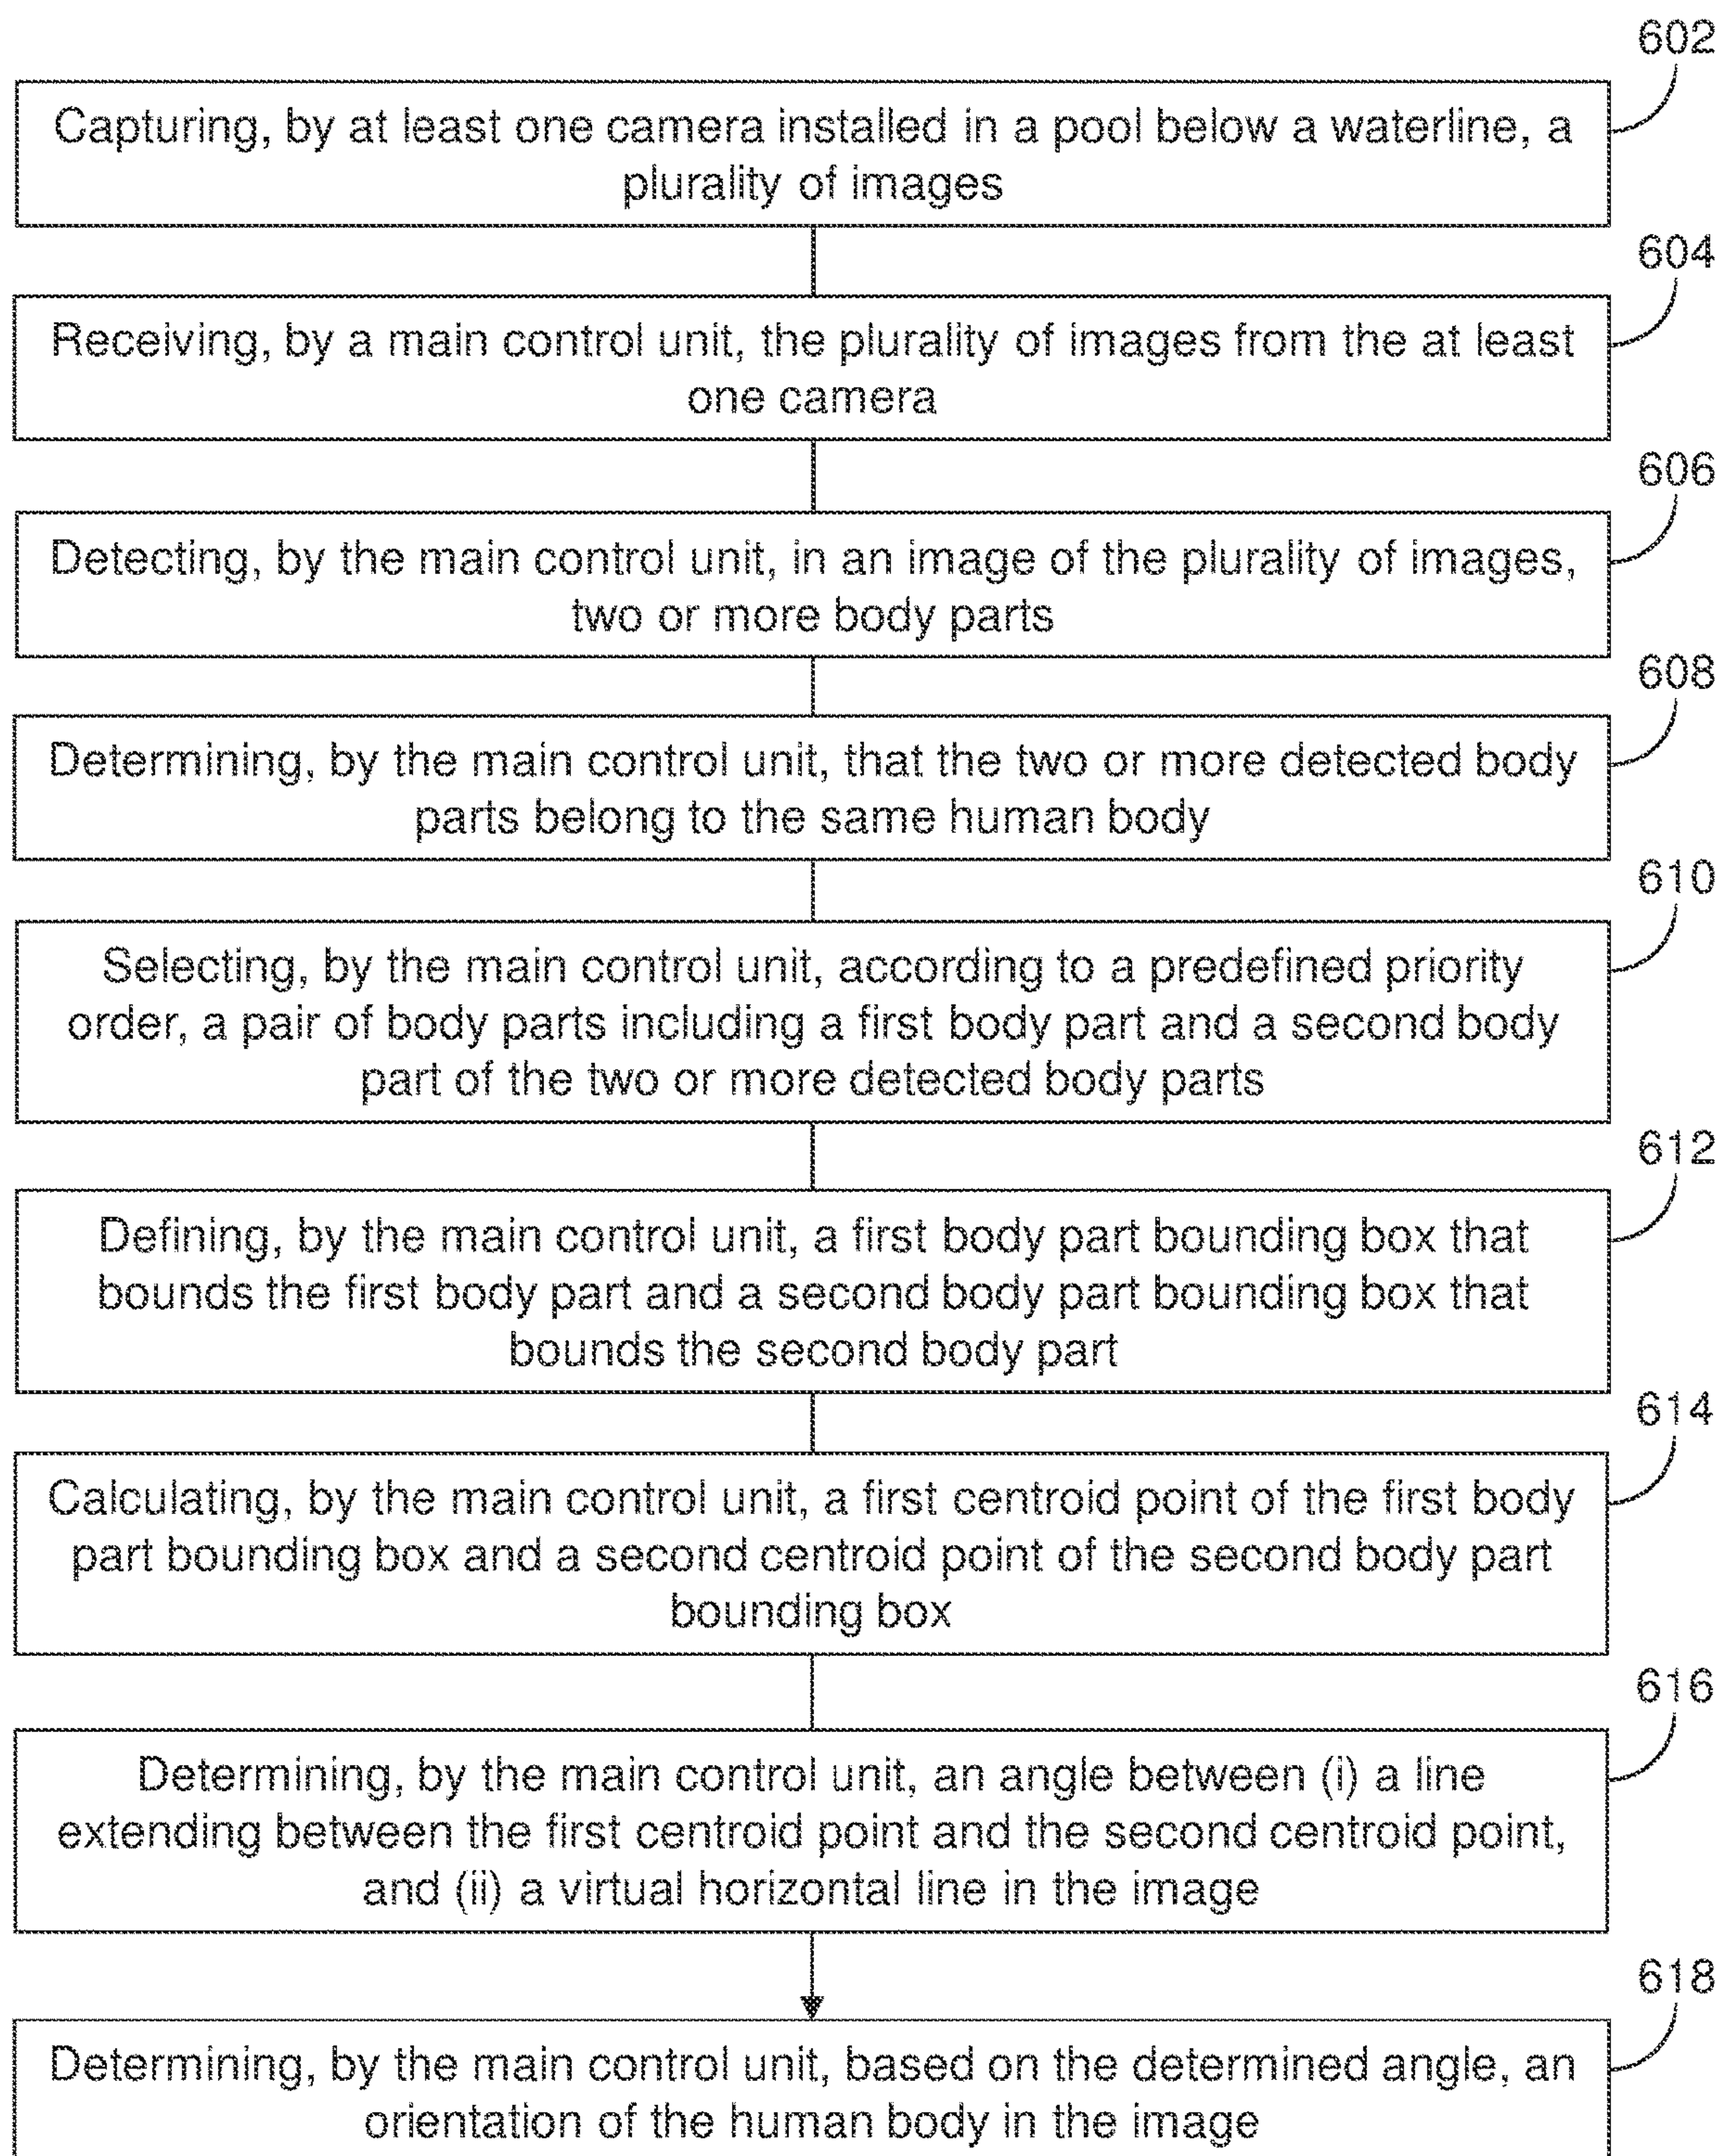 602
Capturing, by at least one camera installed in a pool below a waterline, a
plurality of images
604
Receiving, by a main control unit, the plurality of images from the at least
one camera
606
Detecting, by the main control unit, in an image of the plurality of images,
two or more body parts
608
Determining, by the main control unit, that the two or more detected body
parts belong to the same human body
610
Selecting, by the main control unit, according to a predefined priority
order, a pair of body parts including a first body part and a second body
part of the two or more detected body parts
612
Defining, by the main control unit, a first body part bounding box that
bounds the first body part and a second body part bounding box that
bounds the second body part
614
Calculating, by the main control unit, a first centroid point of the first body
part bounding box and a second centroid point of the second body part
bounding box
616
Determining, by the main control unit, an angle between (i) a line
extending between the first centroid point and the second centroid point,
and (ii) a virtual horizontal line in the image
618
Determining, by the main control unit, based on the determined angle, an
orientation of the human body in the image